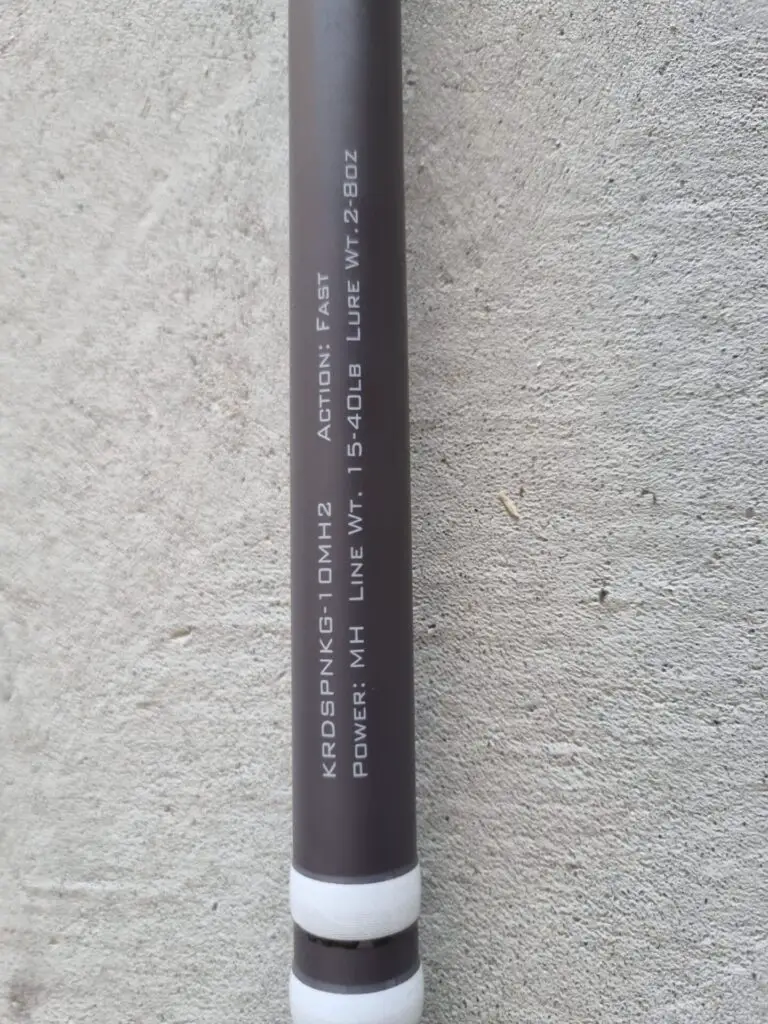 KRDSPNKG-10MH2 ACTION: FAST
POWER: MH LINE WT. 15-40LB LURE WT.2-8OZ